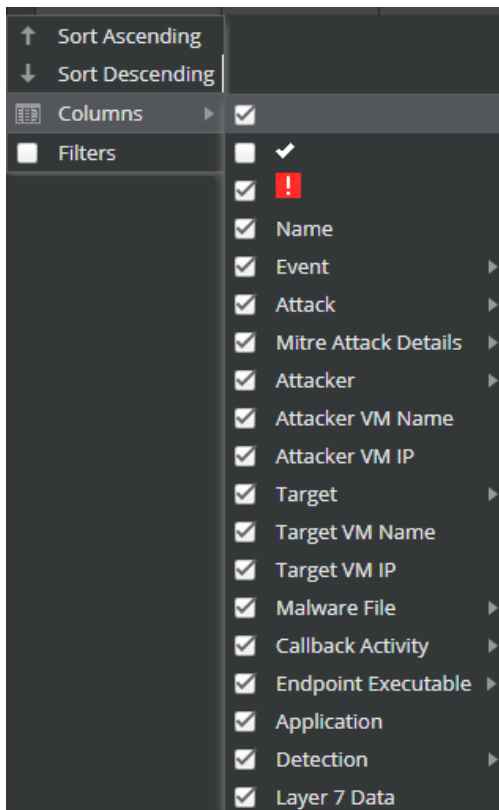 Sort Ascending
Sort Descending
Columns
Filters
!
Name
Event
Attack
Mitre Attack Details
Attacker
Attacker VM Name
Attacker VM IP
Target
Target VM Name
Target VM IP
Malware File
Callback Activity
Endpoint Executable
Application
Detection
Layer 7 Data